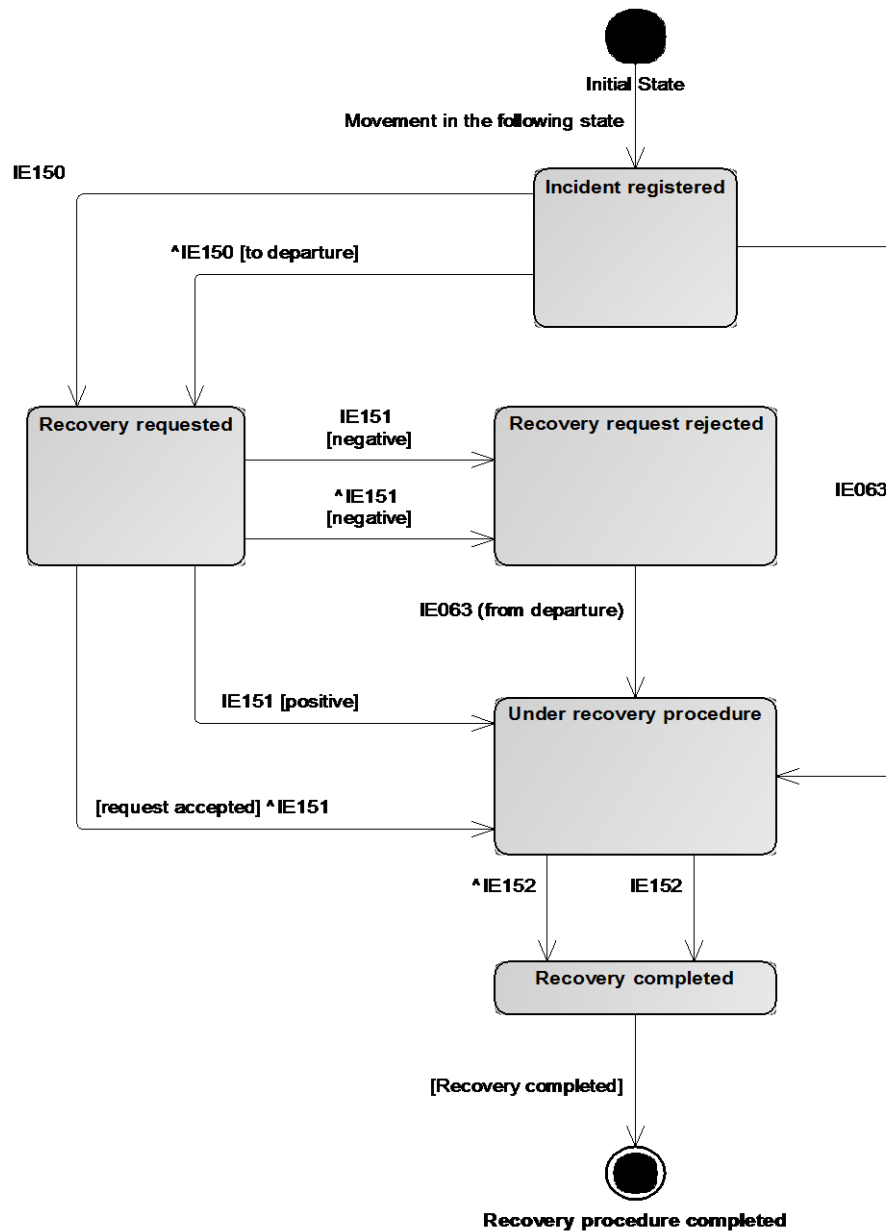 Initial State
Movement in the following state
IE150
Incident registered
^IE150 [to departure]
Recovery requested
IE151
[negative]
^IE151
[negative]
Recovery request rejected
IE063
IE063 (from departure)
IE151 [positive]
Under recovery procedure
[request accepted] ^IE151
^IE152
IE152
Recovery completed
[Recovery completed]
Recovery procedure completed